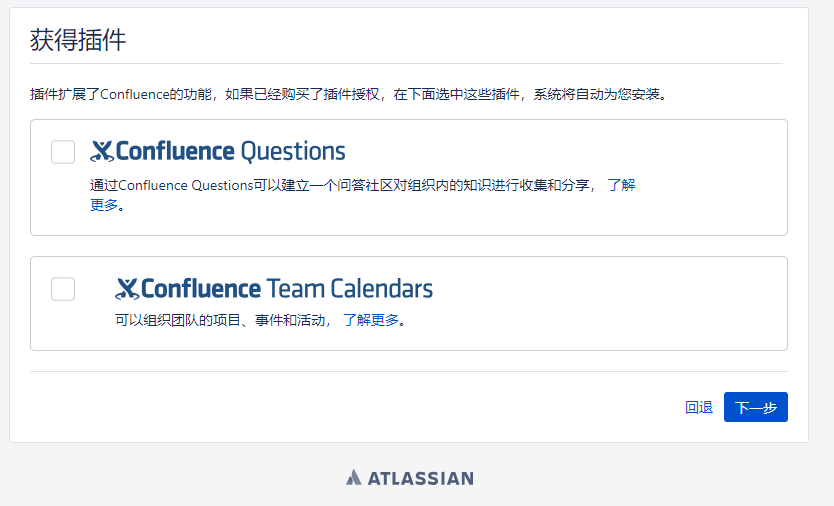 获得插件
插件扩展了Confluence的功能，如果已经购买了插件授权，在下面选中这些插件，系统将自动为您安装。
Confluence Questions
通过Confluence Questions可以建立一个问答社区对组织内的知识进行收集和分享， 了解
更多。
Confluence Team Calendars
可以组织团队的项目、事件和活动， 了解更多。
回退 下一步
ATLASSIAN